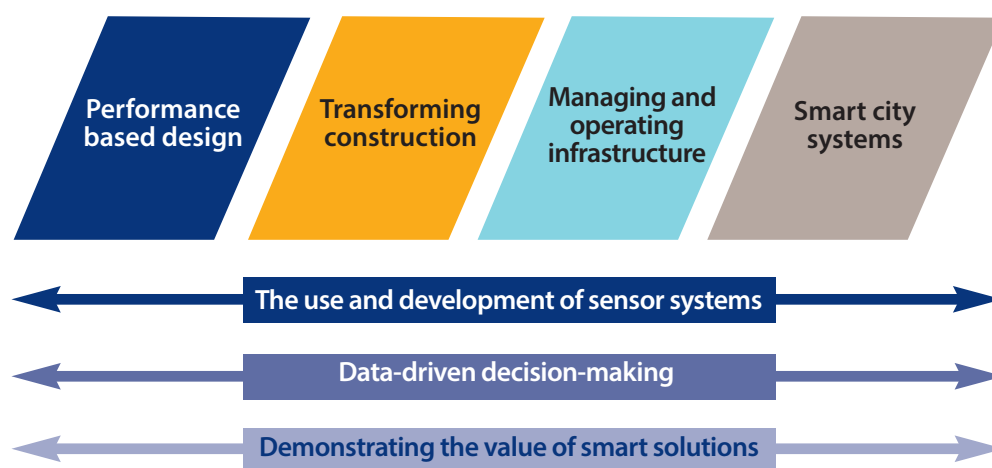 Performance
based design
Transforming
construction
Managing and
operating
infrastructure
Smart city
systems
The use and development of sensor systems
Data-driven decision-making
Demonstrating the value of smart solutions